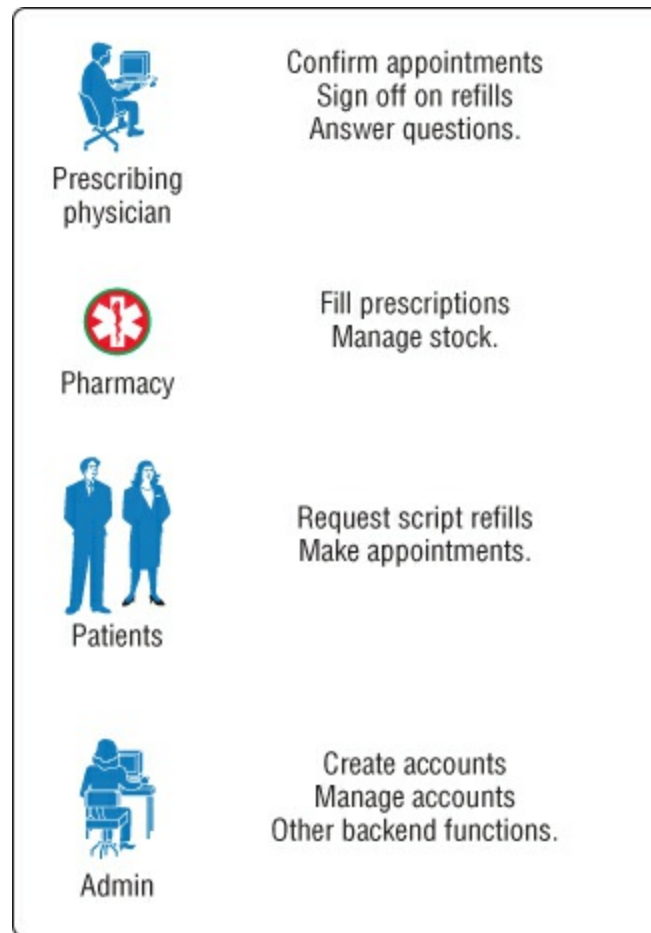 Confirm appointments
Sign off on refills
Answer questions.
Prescribing
physician
Fill prescriptions
Manage stock.
Pharmacy
Request script refills
Make appointments.
Patients
Create accounts
Manage accounts
Other backend functions.
Admin